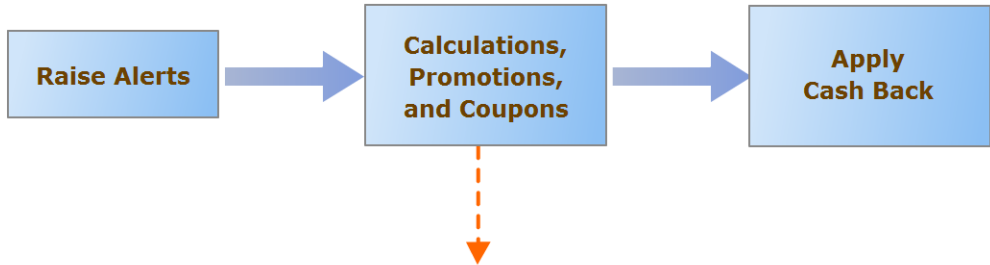 Raise Alerts
Calculations,
Promotions,
and Coupons
Apply
Cash Back